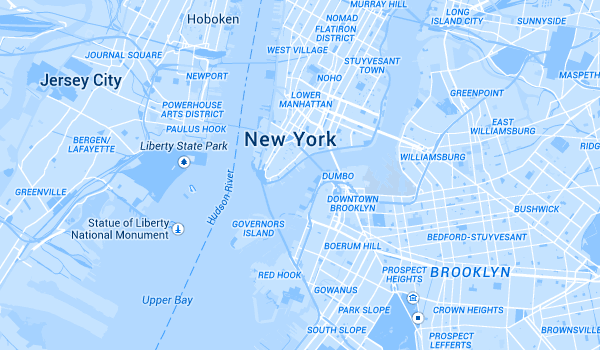 MURRAY HILL
Hoboken
NOMAD
FLATIRON
DISTRICT
LONG
ISLAND CITY
SUNNYSIDE
JOURNAL SQUARE
WEST VILLAGE
STUYVESANT
TOWN
Jersey City
NEWPORT
NOHO
MASPETH
LOWER
MANHATTAN
GREENPOINT
POWERHOUSE
ARTS DISTRICT
PAULUS HOOK
EAST
WILLIAMSBURG
BERGEN/
LAFAYETTE
Liberty State Park
New York
WILLIAMSBURG
RIDG
GREENVILLE
Hudson River
DUMBO
DOWNTOWN
BROOKLYN
BUSHWICK
Statue of Liberty
National Monument
GOVERNORS
ISLAND
BOERUM HILL
BEDFORD-STUYVESANT
RED HOOK
PROSPECT
HEIGHTS
BROOKLYN
Upper Bay
GOWANUS
PARK SLOPE
CROWN HEIGHTS
SOUTH SLOPE
BROWNSVILLE
PROSPECT
LEFFERTS